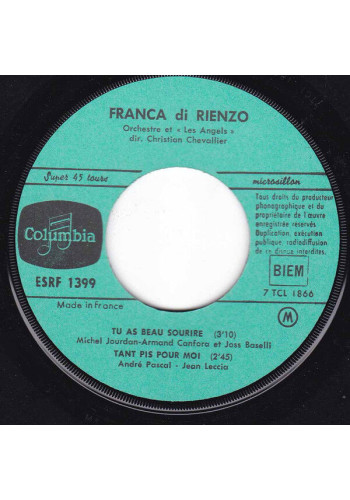 FRANCA di RIENZO
Orchestre et « Les Angels »
dir. Christian Chevallier
Super 45 tours
microsillon
Columbia
Tous droits du producteur
phonographique et du
propriétaire de l'œuvre
enregistrée réservés
Duplication, exécution
publique radiodiffusion
de ce disque interdites.
ESRF 1399
BIEM
Made in France
7 TCL 1866
M
TU AS BEAU SOURIRE (3'10)
Michel Jourdan-Armand Canfora et Joss Baselli
TANT PIS POUR MOI (2'45)
André Pascal - Jean Leccia